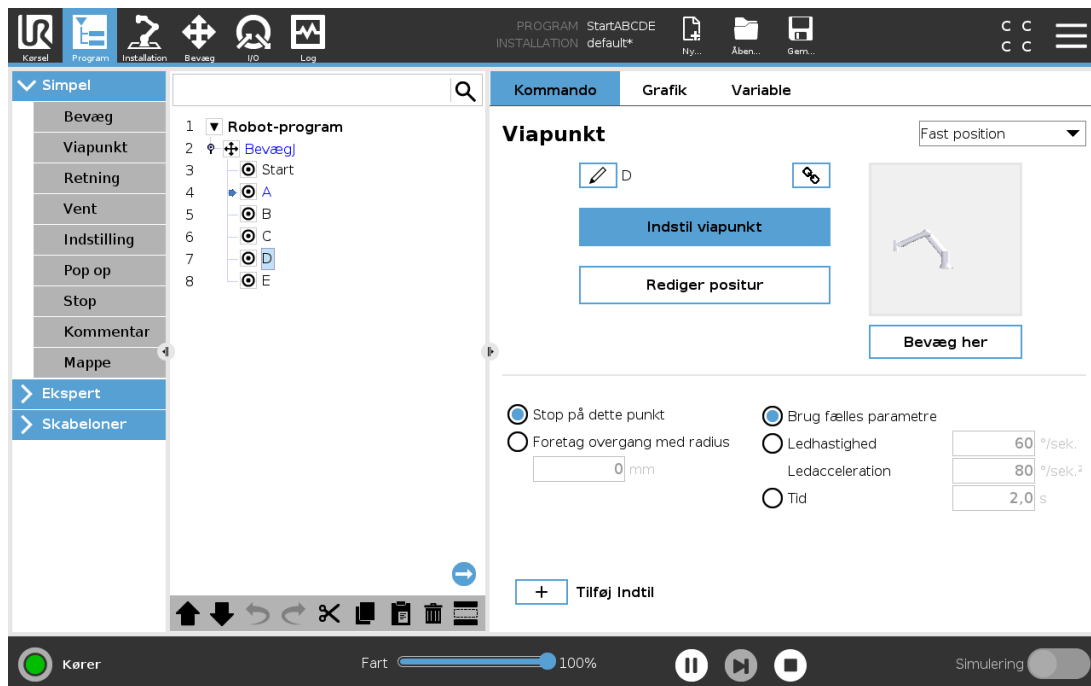 PROGRAM StartABCDE
INSTALLATION default*
C C
C C
UR
Kørsel
Program
Installation
Bevæg
I/O
Log
Ny...
Åben...
Gem...
Simpel
Bevæg
Viapunkt
Retning
Vent
Indstilling
Pop op
Stop
Kommentar
Mappe
Ekspert
Skabeloner
1 Robot-program
2 BevægJ
3 Start
4 A
5 B
6 C
7 D
8 E
Kommando Grafik Variable
Viapunkt
Fast position
D
Indstil viapunkt
Rediger positur
Bevæg her
Stop på dette punkt
Foretag overgang med radius
0 mm
Brug fælles parametre
Ledhastighed 60 °/sek.
Ledacceleration 80 °/sek.²
Tid 2,0 s
+ Tilføj Indtil
Kører
Fart 100%
Simulering